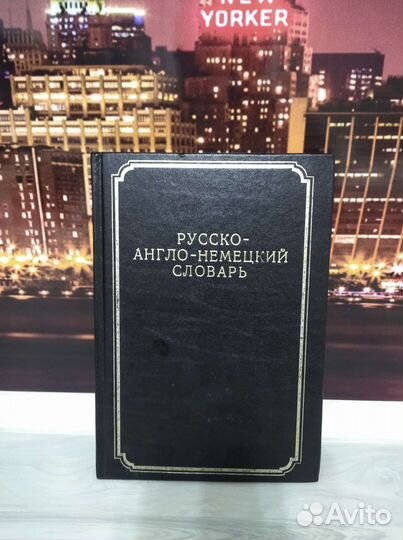 NEW
YORKER
РУССКО-
АНГЛО-НЕМЕЦКИЙ
СЛОВАРЬ
Avito